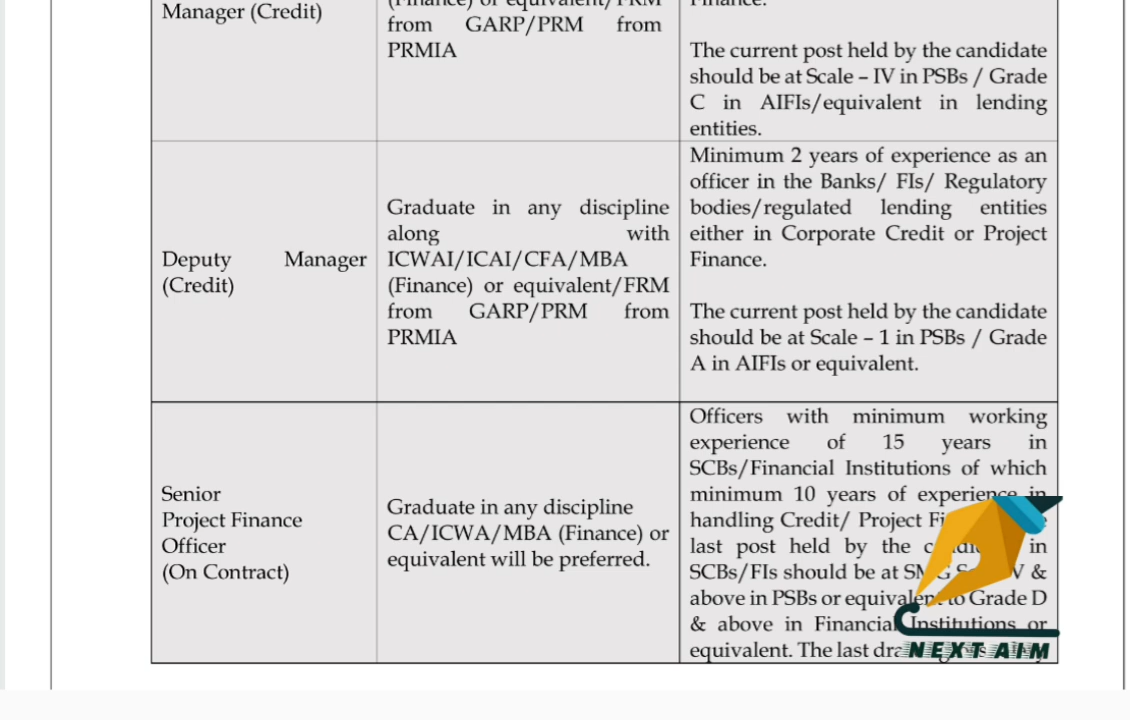 Manager (Credit)
(Finance) or equivalent/FRM
from GARP/PRM from
PRMIA
Finance.
The current post held by the candidate
should be at Scale – IV in PSBs / Grade
C in AIFIs/equivalent in lending
entities.
Deputy Manager
(Credit)
Graduate in any discipline
along with
ICWAI/ICAI/CFA/MBA
(Finance) or equivalent/FRM
from GARP/PRM from
PRMIA
Minimum 2 years of experience as an
officer in the Banks/ FIs/ Regulatory
bodies/regulated lending entities
either in Corporate Credit or Project
Finance.
The current post held by the candidate
should be at Scale – 1 in PSBs / Grade
A in AIFIs or equivalent.
Senior
Project Finance
Officer
(On Contract)
Graduate in any discipline
CA/ICWA/MBA (Finance) or
equivalent will be preferred.
Officers with minimum working
experience of 15 years in
SCBs/Financial Institutions of which
minimum 10 years of experience in
handling Credit/ Project
last post held by the in
SCBs/FIs should be at &
above in PSBs or equivalent to Grade D
& above in Financial Institutions or
equivalent. The last
NEXT AIM